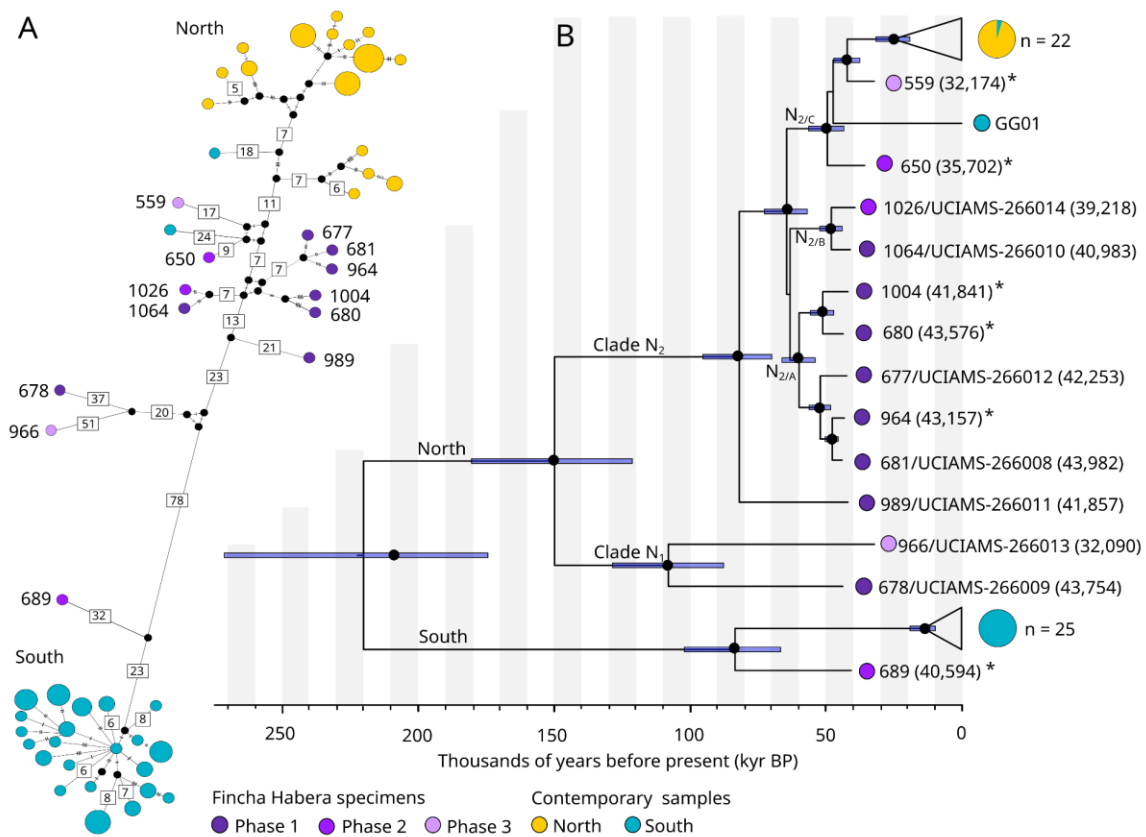 A
North
5
7
18
7
6
11
559
17
24
9
650
7
677
681
964
7
1026
1064
7
1004
680
13
21
989
23
678
37
20
966
51
78
689
32
South
23
6
8
6
7
8
B
n = 22
559 (32,174)*
N2/C
GG01
650 (35,702)*
1026/UCIAMS-266014 (39,218)
N2/B
1064/UCIAMS-266010 (40,983)
1004 (41,841)*
680 (43,576)*
Clade N2
N2/A
677/UCIAMS-266012 (42,253)
964 (43,157)*
681/UCIAMS-266008 (43,982)
North
989/UCIAMS-266011 (41,857)
966/UCIAMS-266013 (32,090)
Clade N1
678/UCIAMS-266009 (43,754)
South
n = 25
689 (40,594)*
250 200 150 100 50 0
Thousands of years before present (kyr BP)
Fincha Habera specimens Contemporary samples
Phase 1 Phase 2 Phase 3 North South